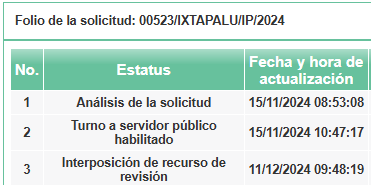 Folio de la solicitud: 00523/IXTAPALU/IP/2024
No. Estatus Fecha y hora de
actualización
1 Análisis de la solicitud 15/11/2024 08:53:08
2 Turno a servidor público
habilitado 15/11/2024 10:47:17
3 Interposición de recurso de
revisión 11/12/2024 09:48:19